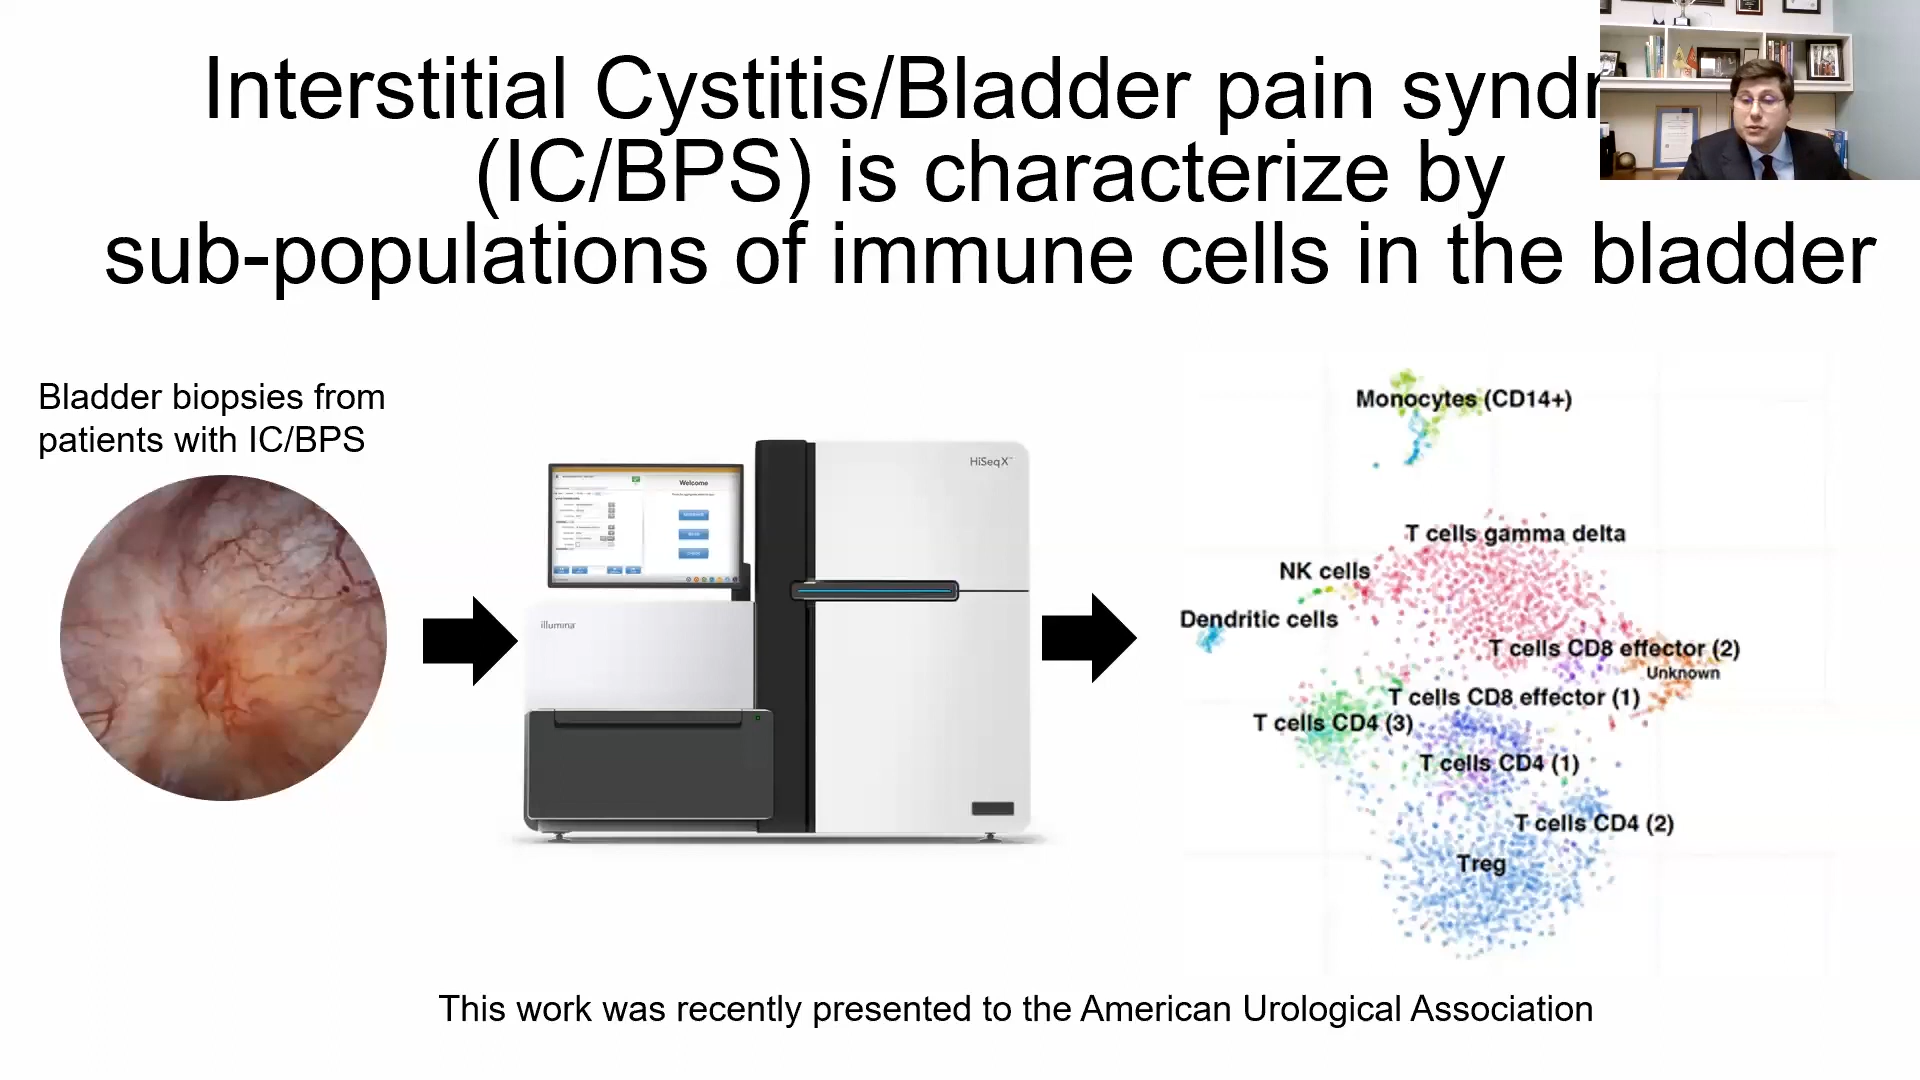 Interstitial Cystitis/Bladder pain synd
(IC/BPS) is characterize by
sub-populations of immune cells in the bladder
Bladder biopsies from
patients with IC/BPS
HiSeq X™
Welcome
illumina
Monocytes (CD14+)
T cells gamma delta
NK cells
Dendritic cells
T cells CD8 effector (2)
Unknown
T cells CD8 effector (1)
T cells CD4 (3)
T cells CD4 (1)
T cells CD4 (2)
Treg
This work was recently presented to the American Urological Association